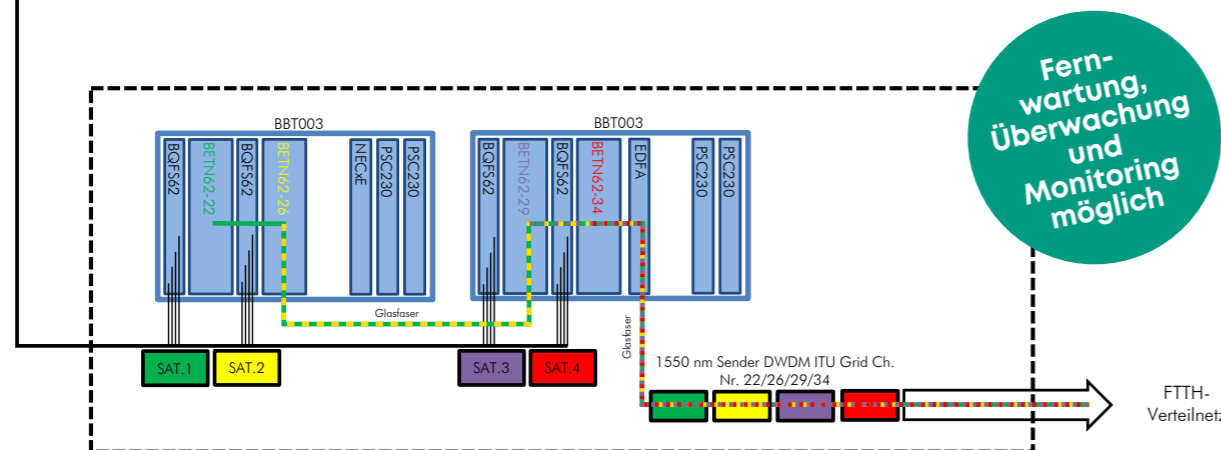 Fern-
wartung,
Überwachung
und
Monitoring
möglich
BBT003
BQFS62
BETN62-22
BQFS62
BETN62-26
NECxE
PSC230
PSC230
BBT003
BQFS62
BETN62-29
BQFS62
BETN62-34
EDFA
PSC230
PSC230
Glasfaser
Glasfaser
SAT.1
SAT.2
SAT.3
SAT.4
1550 nm Sender DWDM ITU Grid Ch.
Nr. 22/26/29/34
FTTH-
Verteilnetz